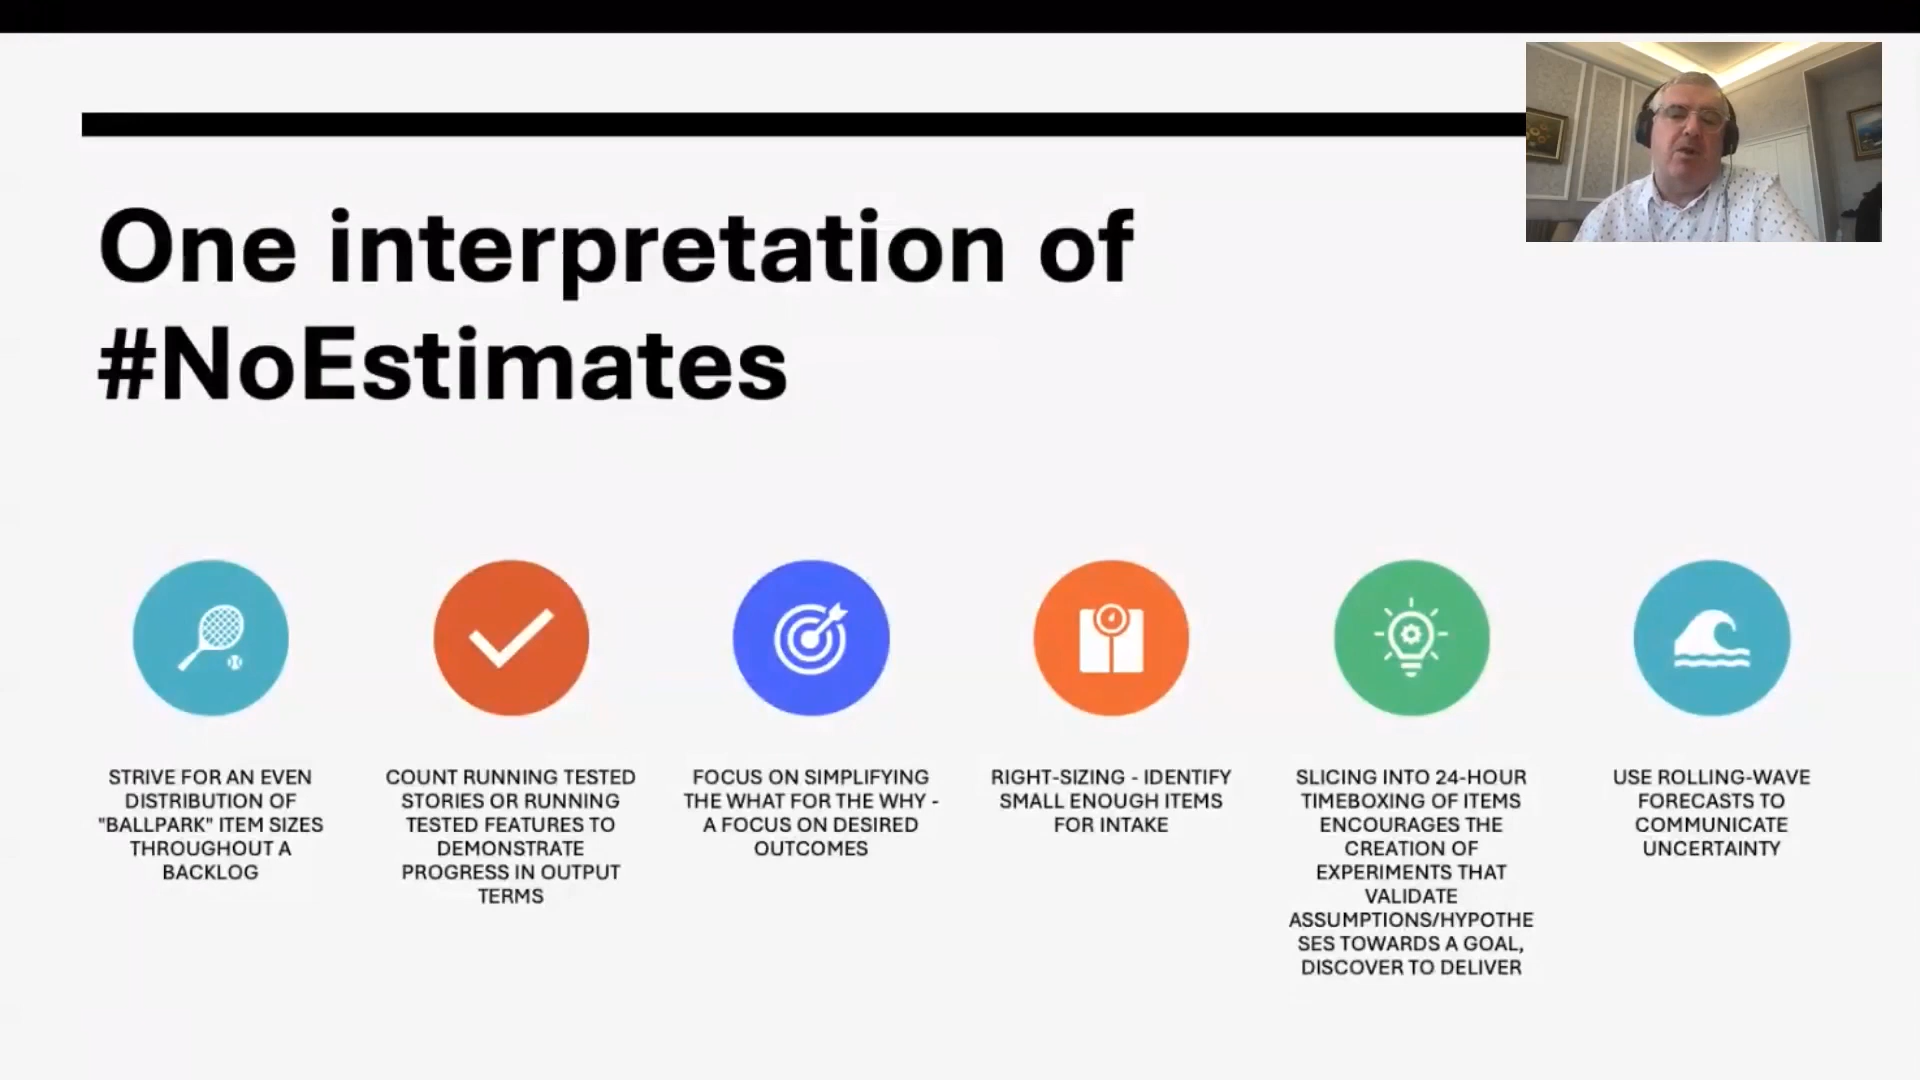 One interpretation of
#NoEstimates
STRIVE FOR AN EVEN
DISTRIBUTION OF
"BALLPARK" ITEM SIZES
THROUGHOUT A
BACKLOG
COUNT RUNNING TESTED
STORIES OR RUNNING
TESTED FEATURES TO
DEMONSTRATE
PROGRESS IN OUTPUT
TERMS
FOCUS ON SIMPLIFYING
THE WHAT FOR THE WHY -
A FOCUS ON DESIRED
OUTCOMES
RIGHT-SIZING - IDENTIFY
SMALL ENOUGH ITEMS
FOR INTAKE
SLICING INTO 24-HOUR
TIMEBOXING OF ITEMS
ENCOURAGES THE
CREATION OF
EXPERIMENTS THAT
VALIDATE
ASSUMPTIONS/HYPOTHE
SES TOWARDS A GOAL,
DISCOVER TO DELIVER
USE ROLLING-WAVE
FORECASTS TO
COMMUNICATE
UNCERTAINTY